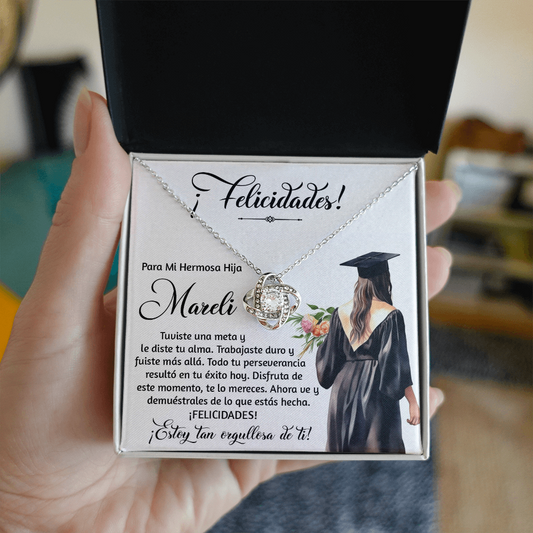 ¡Felicidades!
Para Mi Hermosa Hija
Mareli
Tuviste una meta y
le diste tu alma. Trabajaste duro y
fuiste más allá. Todo tu perseverancia
resultó en tu éxito hoy. Disfruta de
este momento, te lo mereces. Ahora ve y
demuéstrales de lo que estás hecha.
¡FELICIDADES!
¡Estoy tan orgullosa de ti!